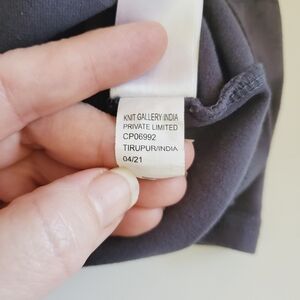 KNIT GALLERY INDIA
PRIVATE LIMITED
CP06992
TIRUPUR/INDIA
04/21